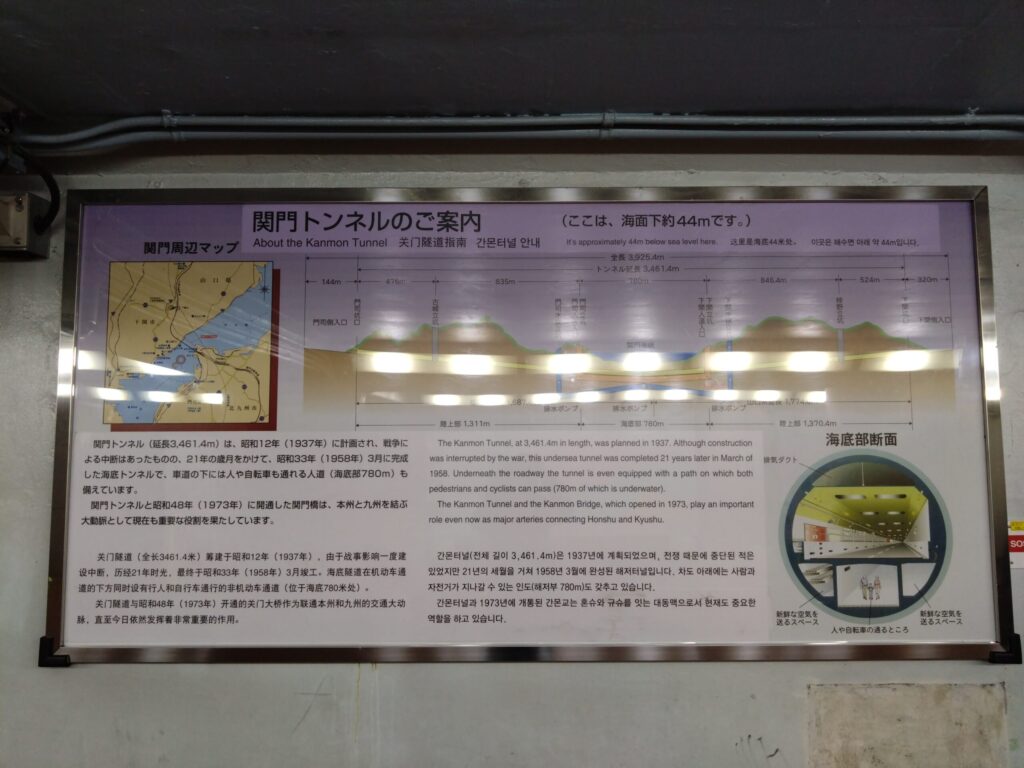 関門トンネルのご案内
(ここは、海面下約44mです。)
About the Kanmon Tunnel 关门隧道指南 간몬터널 안내
It's approximately 44m below sea level here. 这里是海底44米处。 이곳은 해수면 아래 약 44m입니다.
関門周辺マップ
山口県
下関市
北九州市
全長 3,925.4m
トンネル延長 3,461.4m
144m
835m
780m
846.4m
524m
320m
門司側入口
門司坑口
古城立坑
下関側入口
排水ポンプ 排水ポンプ 排水ポンプ
陸上部 1,311m
海底部 780m
陸上部 1,370.4m
関門トンネル(延長3,461.4m)は、昭和12年(1937年)に計画され、戦争に
よる中断はあったものの、21年の歳月をかけて、昭和33年(1958年)3月に完成
した海底トンネルで、車道の下には人や自転車も通れる人道(海底部780m)も
備えています。
関門トンネルと昭和48年(1973年)に開通した関門橋は、本州と九州を結ぶ
大動脈として現在も重要な役割を果たしています。
The Kanmon Tunnel, at 3,461.4m in length, was planned in 1937. Although construction
was interrupted by the war, this undersea tunnel was completed 21 years later in March of
1958. Underneath the roadway the tunnel is even equipped with a path on which both
pedestrians and cyclists can pass (780m of which is underwater).
The Kanmon Tunnel and the Kanmon Bridge, which opened in 1973, play an important
role even now as major arteries connecting Honshu and Kyushu.
关门隧道(全长3461.4米)筹建于昭和12年(1937年),由于战事影响一度建
设中断,历经21年时光,最终于昭和33年(1958年)3月竣工。海底隧道在机动车通
道的下方同时设有行人和自行车通行的非机动车通道(位于海底780米处)。
关门隧道与昭和48年(1973年)开通的关门大桥作为联通本州和九州的交通大动
脉,直至今日依然发挥着非常重要的作用。
간몬터널(전체 길이 3,461.4m)은 1937년에 계획되었으며, 전쟁 때문에 중단된 적은
있었지만 21년의 세월을 거쳐 1958년 3월에 완성된 해저터널입니다. 차도 아래에는 사람과
자전거가 지나갈 수 있는 인도(해저부 780m)도 갖추고 있습니다.
간몬터널과 1973년에 개통된 간몬교는 혼슈와 규슈를 잇는 대동맥으로서 현재도 중요한
역할을 하고 있습니다.
海底部断面
排気ダクト
新鮮な空気を
送るスペース
人や自転車の通るところ
新鮮な空気を
送るスペース
SOS